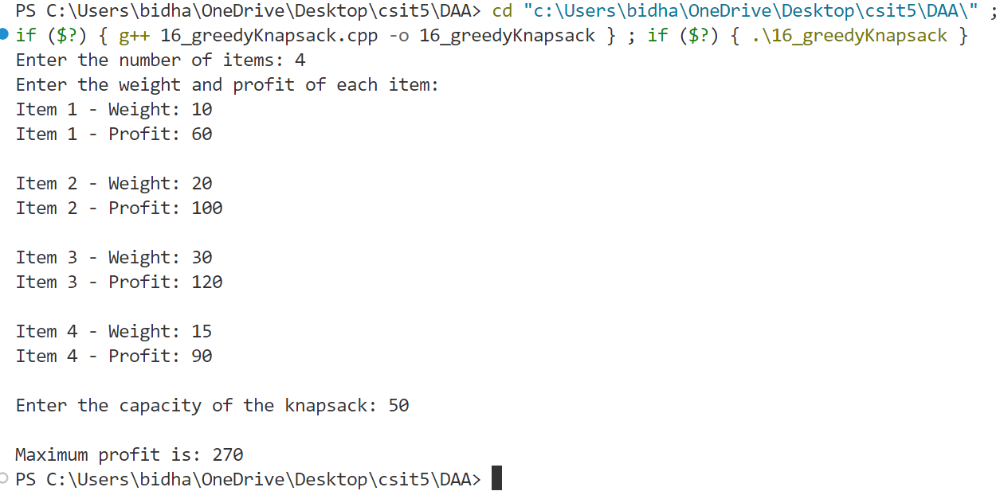 PS C:\Users\bidha\OneDrive\Desktop\csit5\DAA> cd "c:\Users\bidha\OneDrive\Desktop\csit5\DAA\" ;
if ($?) { g++ 16_greedyKnapsack.cpp -o 16_greedyKnapsack } ; if ($?) { .\16_greedyKnapsack }
Enter the number of items: 4
Enter the weight and profit of each item:
Item 1 - Weight: 10
Item 1 - Profit: 60
Item 2 - Weight: 20
Item 2 - Profit: 100
Item 3 - Weight: 30
Item 3 - Profit: 120
Item 4 - Weight: 15
Item 4 - Profit: 90
Enter the capacity of the knapsack: 50
Maximum profit is: 270
PS C:\Users\bidha\OneDrive\Desktop\csit5\DAA>